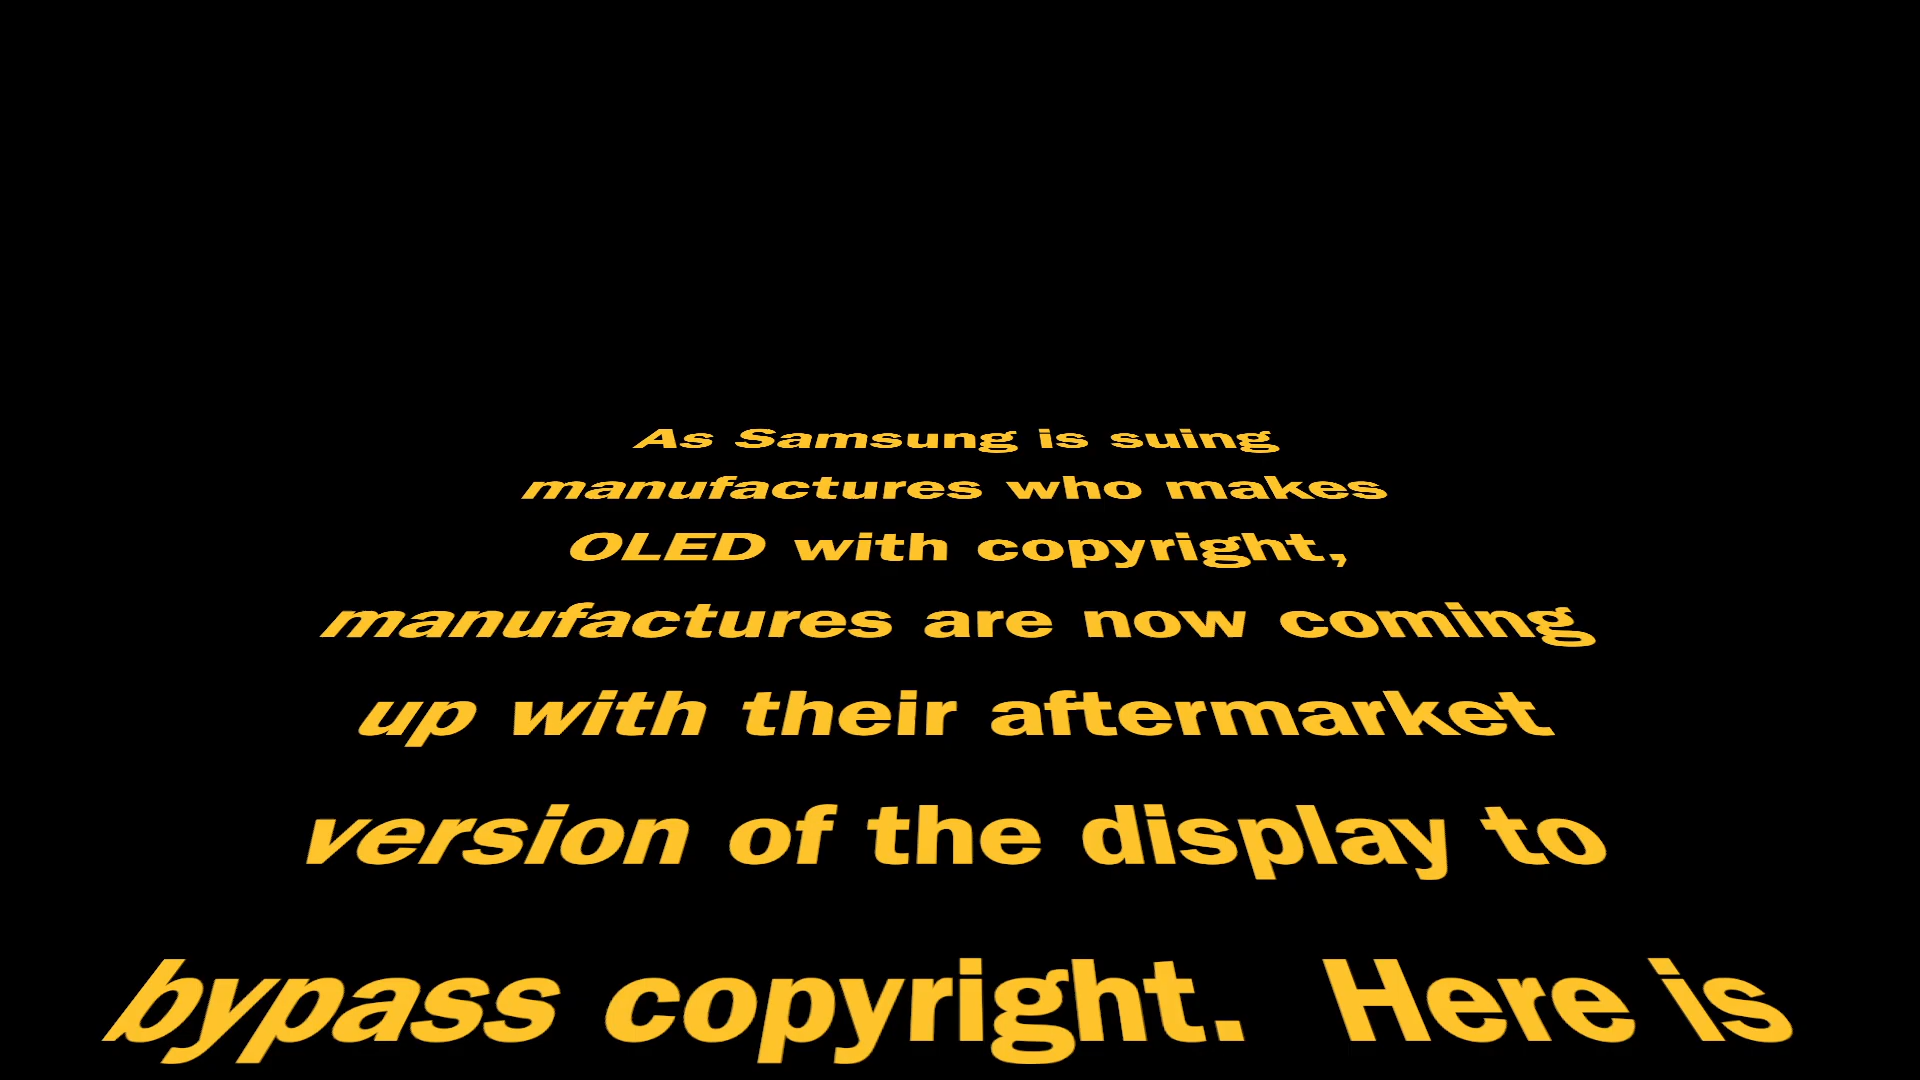 As Samsung is suing
manufactures who makes
OLED with copyright,
manufactures are now coming
up with their aftermarket
version of the display to
bypass copyright.  Here is